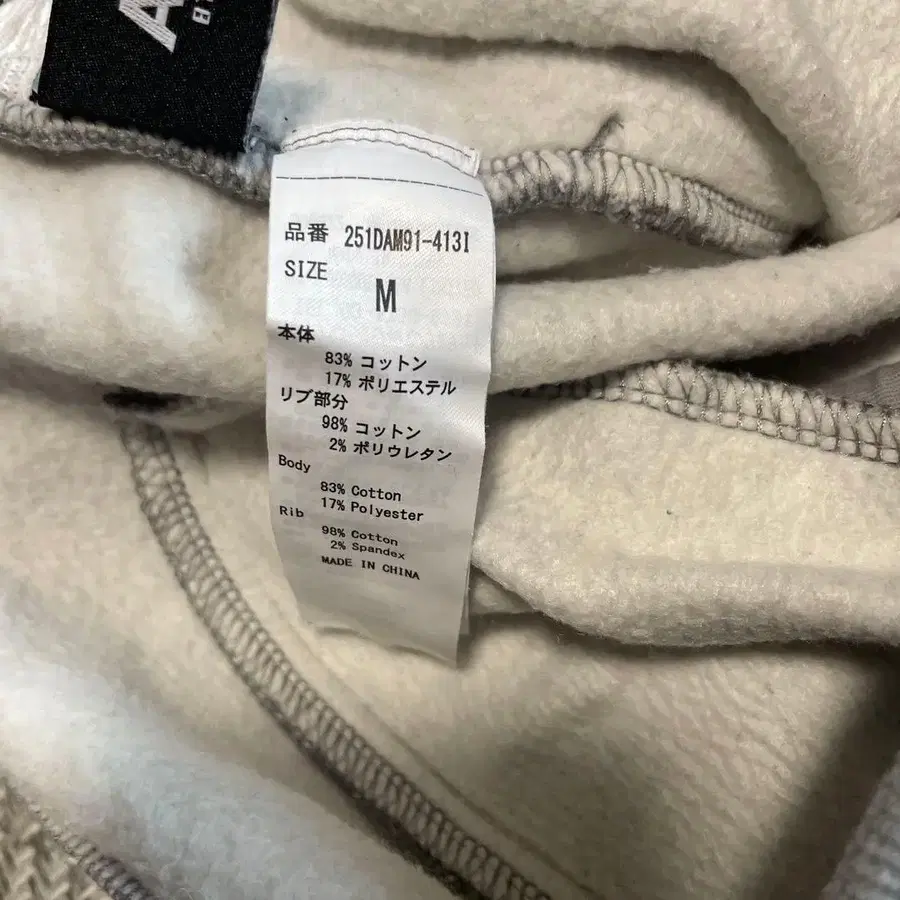 A
品番 251DAM91-413I
SIZE
M
本体
83% コットン
17% ポリエステル
リブ部分
98% コットン
2% ポリウレタン
Body
83% Cotton
17% Polyester
Rib
98% Cotton
2% Spandex
MADE IN CHINA